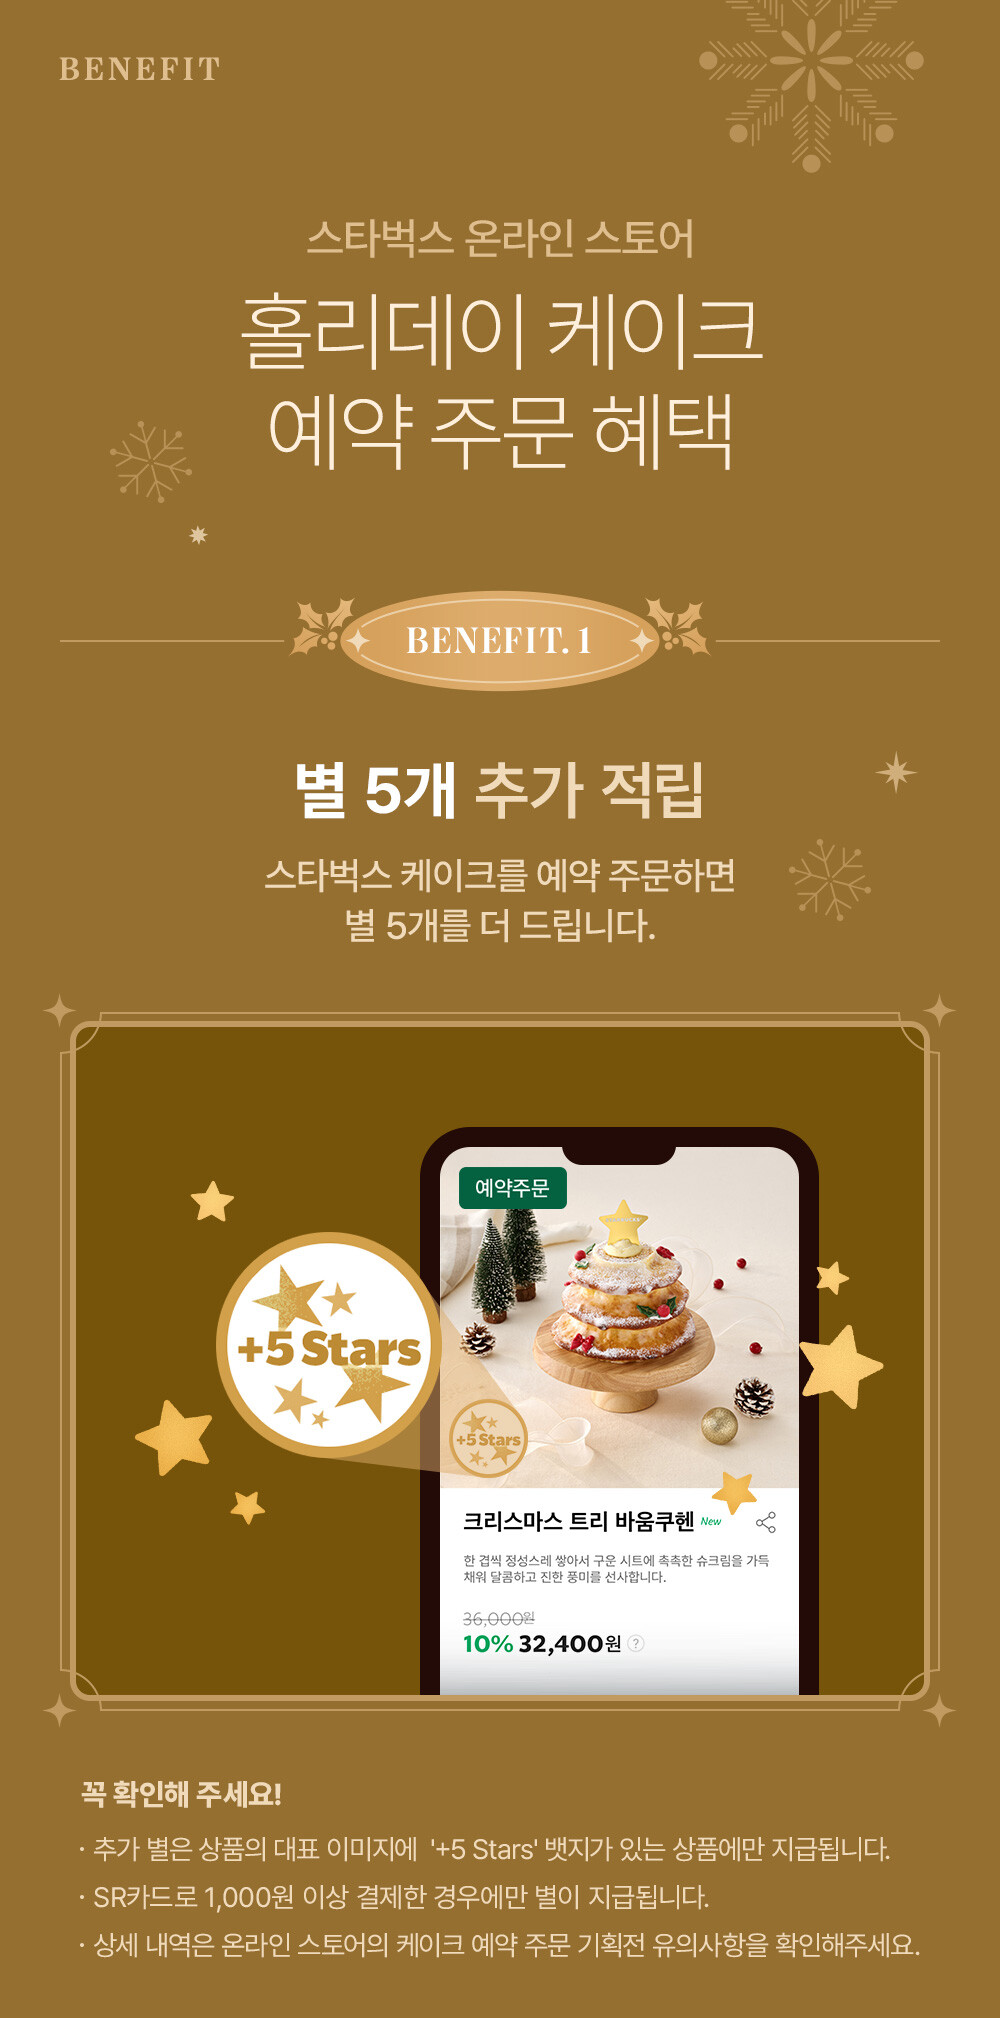 BENEFIT
스타벅스 온라인 스토어
홀리데이 케이크
예약 주문 혜택
BENEFIT. 1
별 5개 추가 적립
스타벅스 케이크를 예약 주문하면
별 5개를 더 드립니다.
예약주문
+5 Stars
+5 Stars
크리스마스 트리 바움쿠헨 New
한 겹씩 정성스레 쌓아서 구운 시트에 촉촉한 슈크림을 가득
채워 달콤하고 진한 풍미를 선사합니다.
36,000원
10% 32,400원 ?
꼭 확인해 주세요!
· 추가 별은 상품의 대표 이미지에 '+5 Stars' 뱃지가 있는 상품에만 지급됩니다.
· SR카드로 1,000원 이상 결제한 경우에만 별이 지급됩니다.
· 상세 내역은 온라인 스토어의 케이크 예약 주문 기획전 유의사항을 확인해주세요.